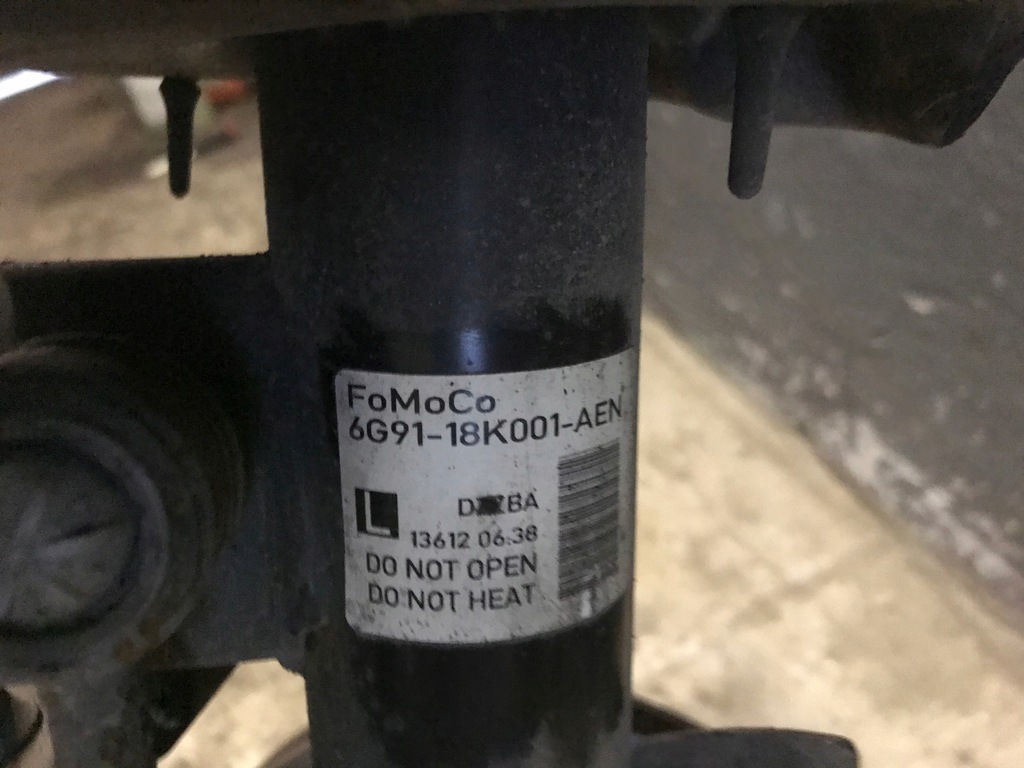 FoMoCo
6G91-18K001-AEN
L
BA
13612 06:38
DO NOT OPEN
DO NOT HEAT